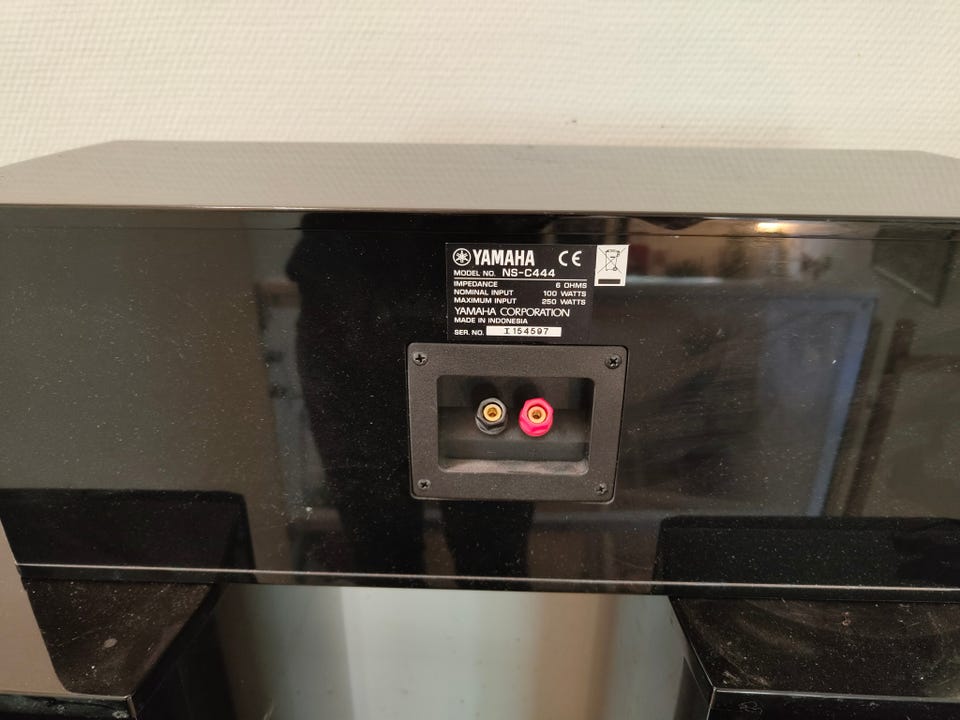 YAMAHA CE
MODEL NO. NS-C444
IMPEDANCE 6 OHMS
NOMINAL INPUT 100 WATTS
MAXIMUM INPUT 250 WATTS
YAMAHA CORPORATION
MADE IN INDONESIA
SER. NO. I 154597